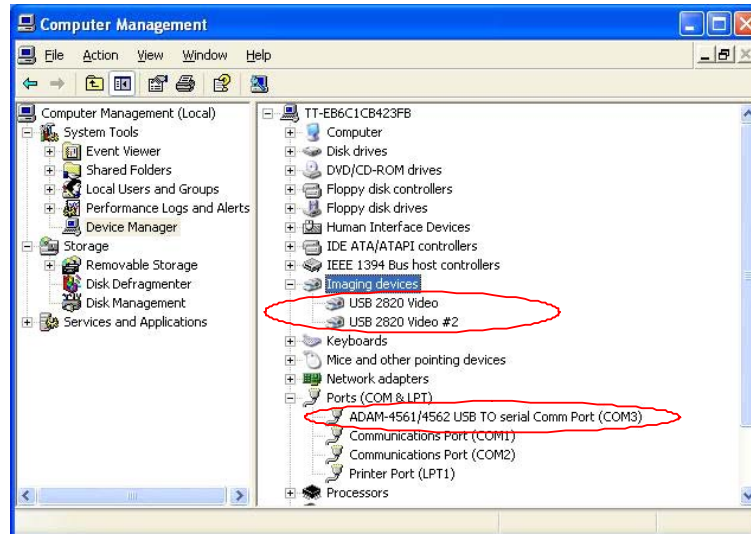 Computer Management
File Action View Window Help
Computer Management (Local)
System Tools
Event Viewer
Shared Folders
Local Users and Groups
Performance Logs and Alerts
Device Manager
Storage
Removable Storage
Disk Defragmenter
Disk Management
Services and Applications
TT-EB6C1CB423FB
Computer
Disk drives
DVD/CD-ROM drives
Floppy disk controllers
Floppy disk drives
Human Interface Devices
IDE ATA/ATAPI controllers
IEEE 1394 Bus host controllers
Imaging devices
USB 2820 Video
USB 2820 Video #2
Keyboards
Mice and other pointing devices
Network adapters
Ports (COM & LPT)
ADAM-4561/4562 USB TO serial Comm Port (COM3)
Communications Port (COM1)
Communications Port (COM2)
Printer Port (LPT1)
Processors